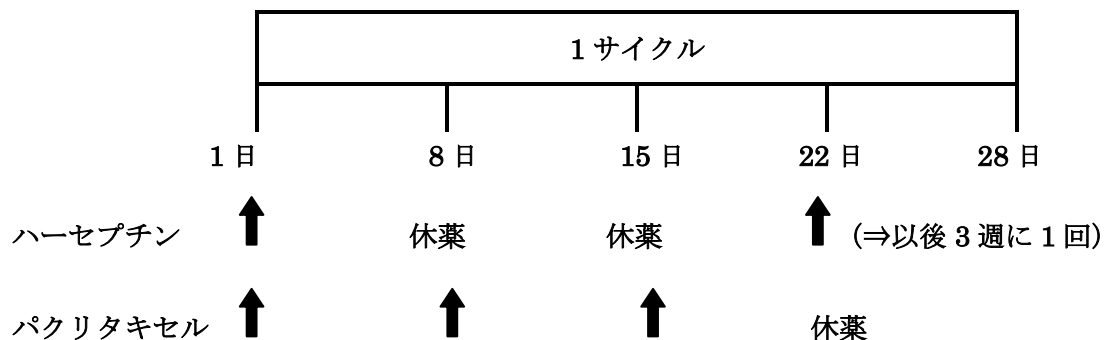 1サイクル
1日 8日 15日 22日 28日
ハーセプチン 休薬 休薬 (⇒以後3週に1回)
パクリタキセル 休薬